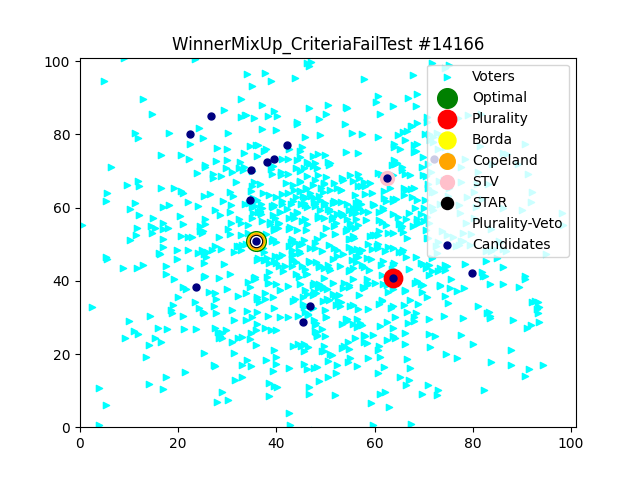 WinnerMixUp_CriteriaFailTest #14166
100
80
60
40
20
0
0
20
40
60
80
100
Voters
Optimal
Plurality
Borda
Copeland
STV
STAR
Plurality-Veto
Candidates